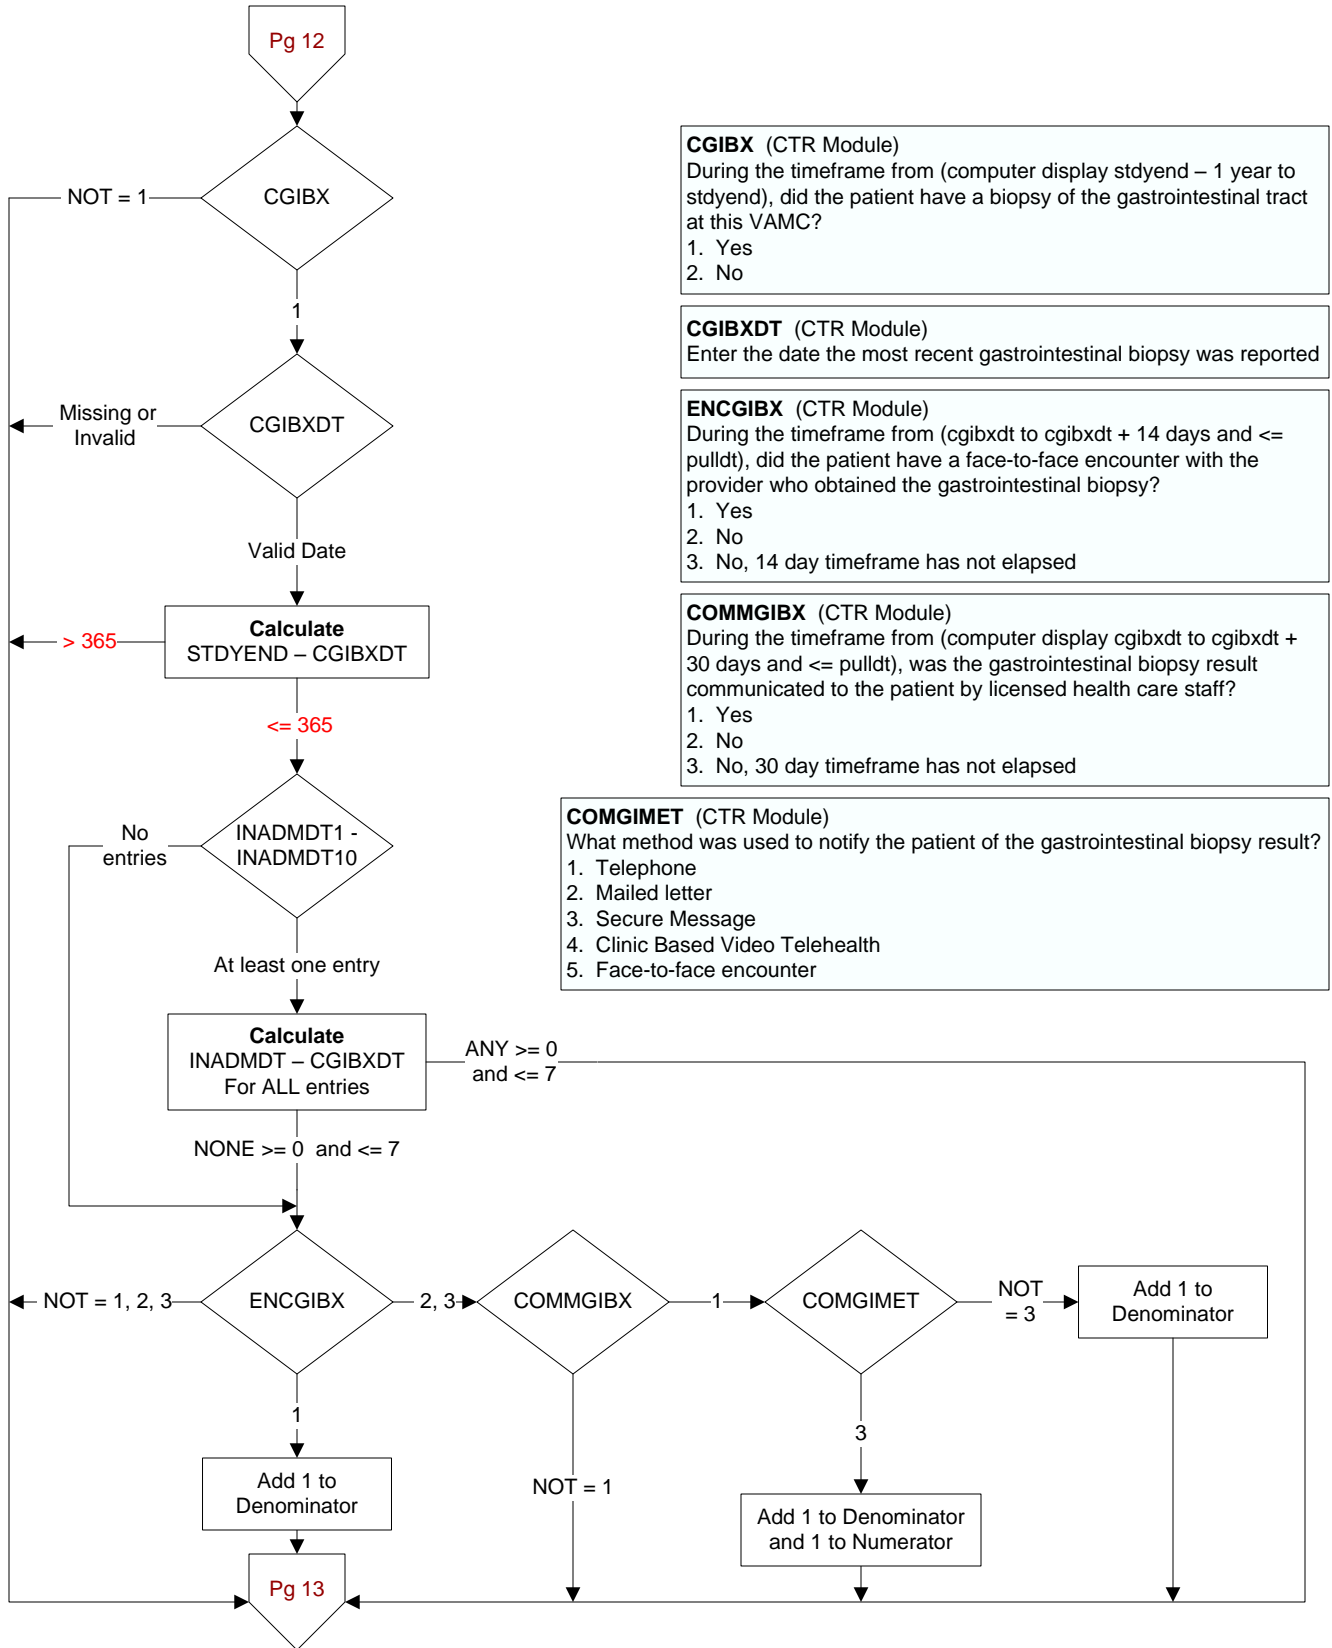 Pg 12
CGIBX
NOT = 1
1
CGIBXDT
Missing or
Invalid
Valid Date
Calculate
STDYEND – CGIBXDT
> 365
<= 365
INADMDT1 -
INADMDT10
No
entries
At least one entry
Calculate
INADMDT – CGIBXDT
For ALL entries
ANY >= 0
and <= 7
NONE >= 0  and <= 7
ENCGIBX
NOT = 1, 2, 3
2, 3
COMMGIBX
1
COMGIMET
NOT
= 3
Add 1 to
Denominator
1
Add 1 to
Denominator
NOT = 1
3
Add 1 to Denominator
and 1 to Numerator
Pg 13
CGIBX  (CTR Module)
During the timeframe from (computer display stdyend – 1 year to
stdyend), did the patient have a biopsy of the gastrointestinal tract
at this VAMC?
1.  Yes
2.  No
CGIBXDT  (CTR Module)
Enter the date the most recent gastrointestinal biopsy was reported
ENCGIBX  (CTR Module)
During the timeframe from (cgibxdt to cgibxdt + 14 days and <=
pulldt), did the patient have a face-to-face encounter with the
provider who obtained the gastrointestinal biopsy?
1.  Yes
2.  No
3.  No, 14 day timeframe has not elapsed
COMMGIBX  (CTR Module)
During the timeframe from (computer display cgibxdt to cgibxdt +
30 days and <= pulldt), was the gastrointestinal biopsy result
communicated to the patient by licensed health care staff?
1.  Yes
2.  No
3.  No, 30 day timeframe has not elapsed
COMGIMET  (CTR Module)
What method was used to notify the patient of the gastrointestinal biopsy result?
1.  Telephone
2.  Mailed letter
3.  Secure Message
4.  Clinic Based Video Telehealth
5.  Face-to-face encounter